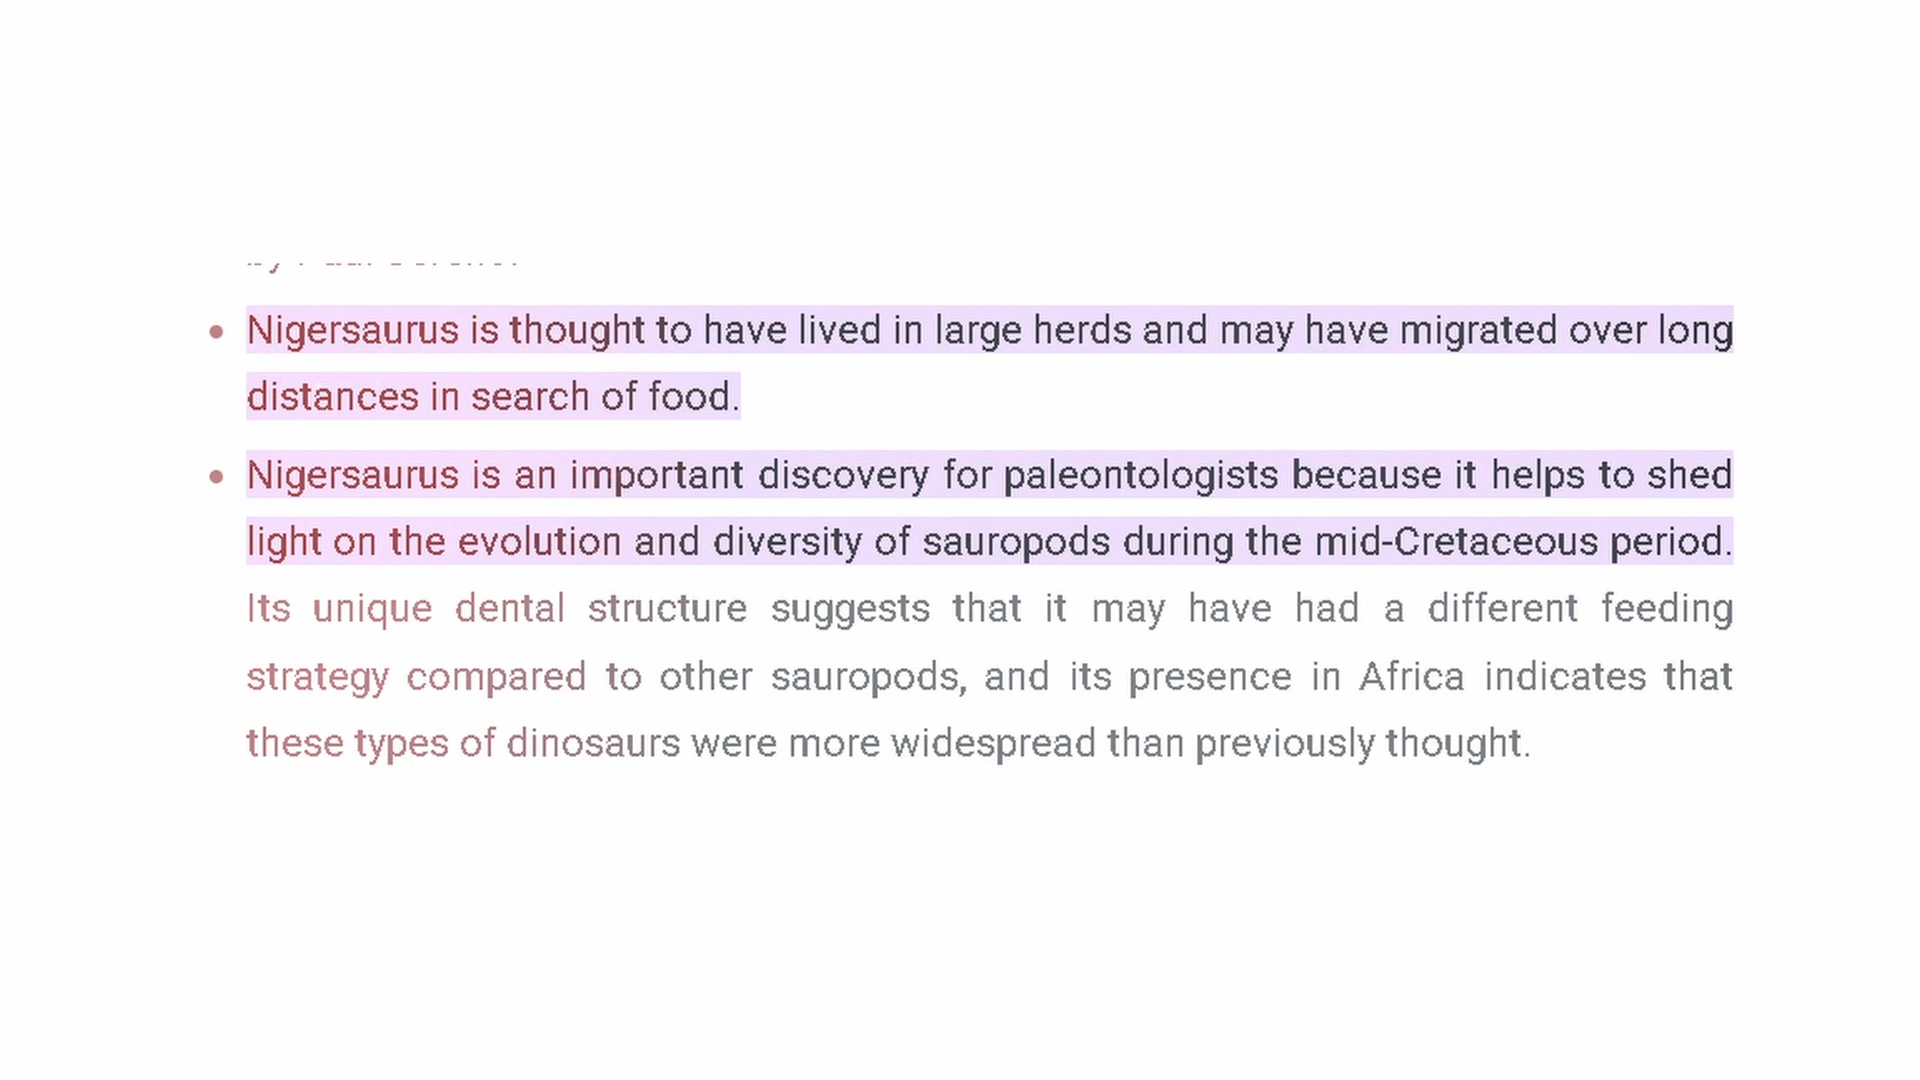 Nigersaurus is thought to have lived in large herds and may have migrated over long
distances in search of food.
Nigersaurus is an important discovery for paleontologists because it helps to shed
light on the evolution and diversity of sauropods during the mid-Cretaceous period.
Its unique dental structure suggests that it may have had a different feeding
strategy compared to other sauropods, and its presence in Africa indicates that
these types of dinosaurs were more widespread than previously thought.